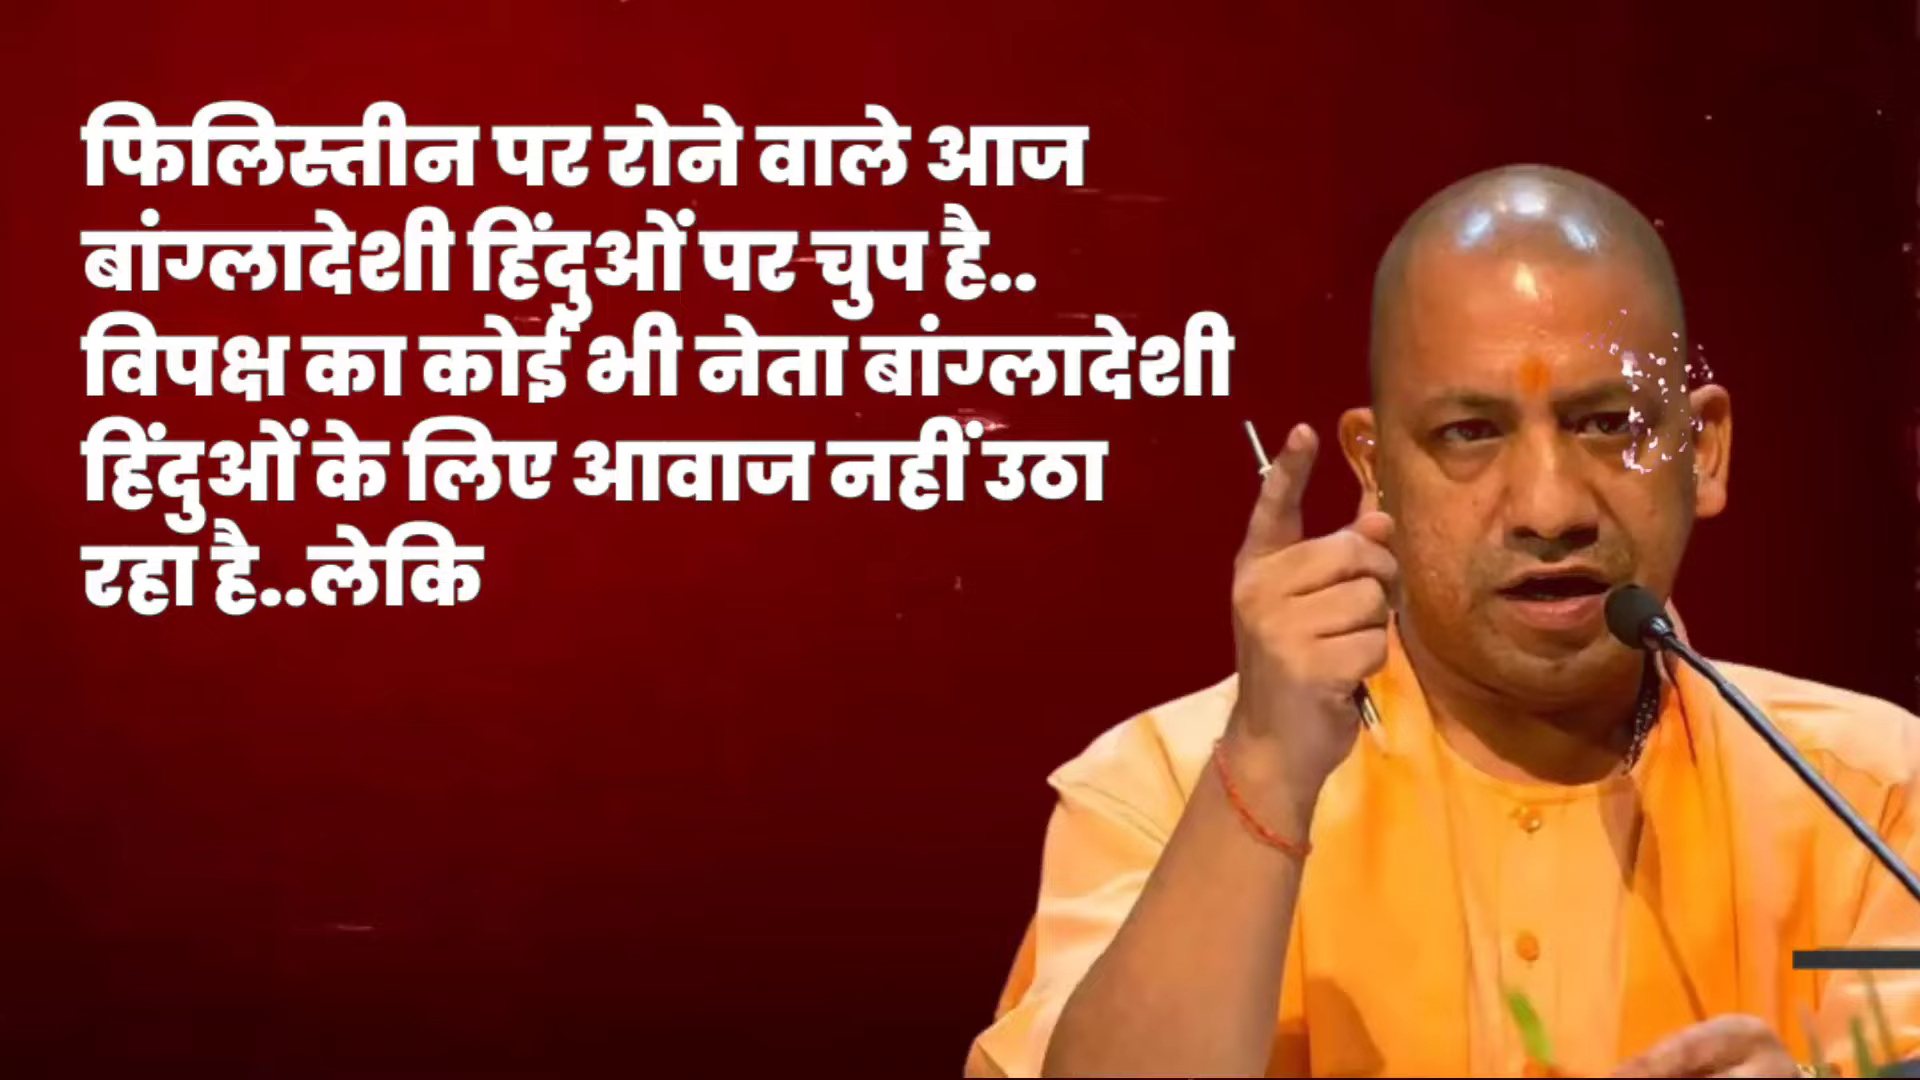 फिलिस्तीन पर रोने वाले आज
बांग्लादेशी हिंदुओं पर चुप है..
विपक्ष का कोई भी नेता बांग्लादेशी
हिंदुओं के लिए आवाज नहीं उठा
रहा है..लेकि